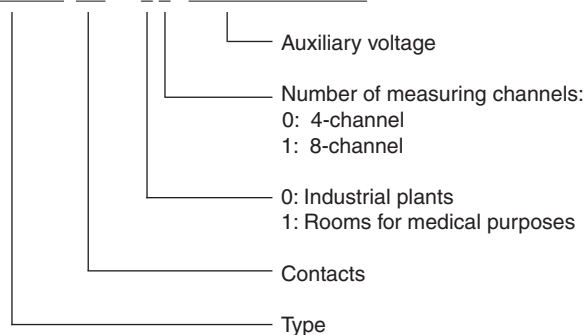 Auxiliary voltage
Number of measuring channels:
0: 4-channel
1: 8-channel
0: Industrial plants
1: Rooms for medical purposes
Contacts
Type